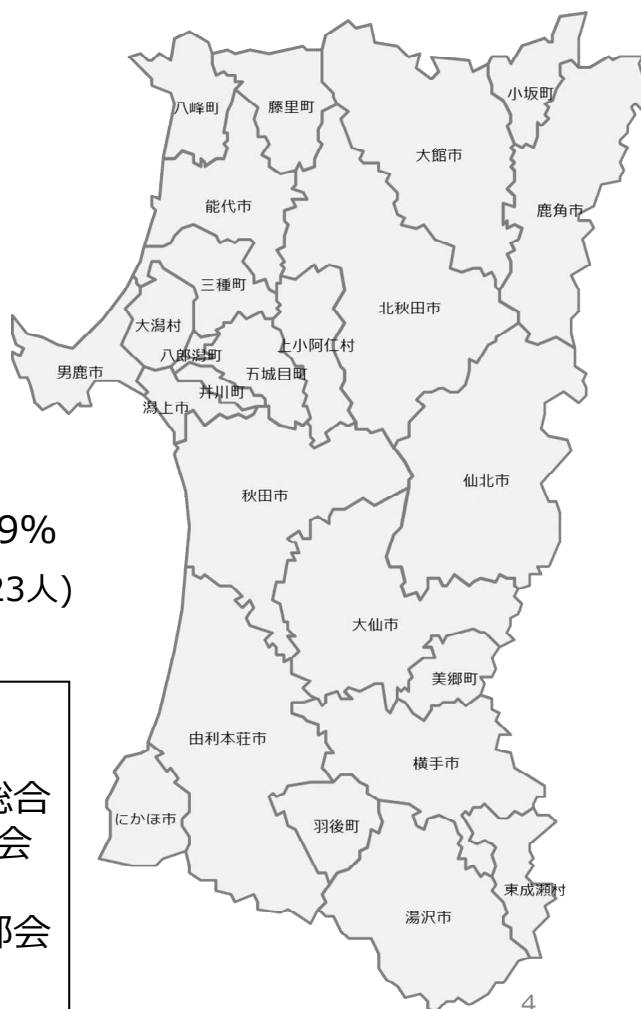 八峰町
藤里町
小坂町
大館市
鹿角市
能代市
三種町
北秋田市
大潟村
上小阿仁村
八郎潟町
男鹿市
五城目町
井川町
潟上市
仙北市
秋田市
9%
23人)
大仙市
美郷町
由利本荘市
横手市
総合
にかほ市
羽後町
会
東成瀬村
湯沢市
部会
4